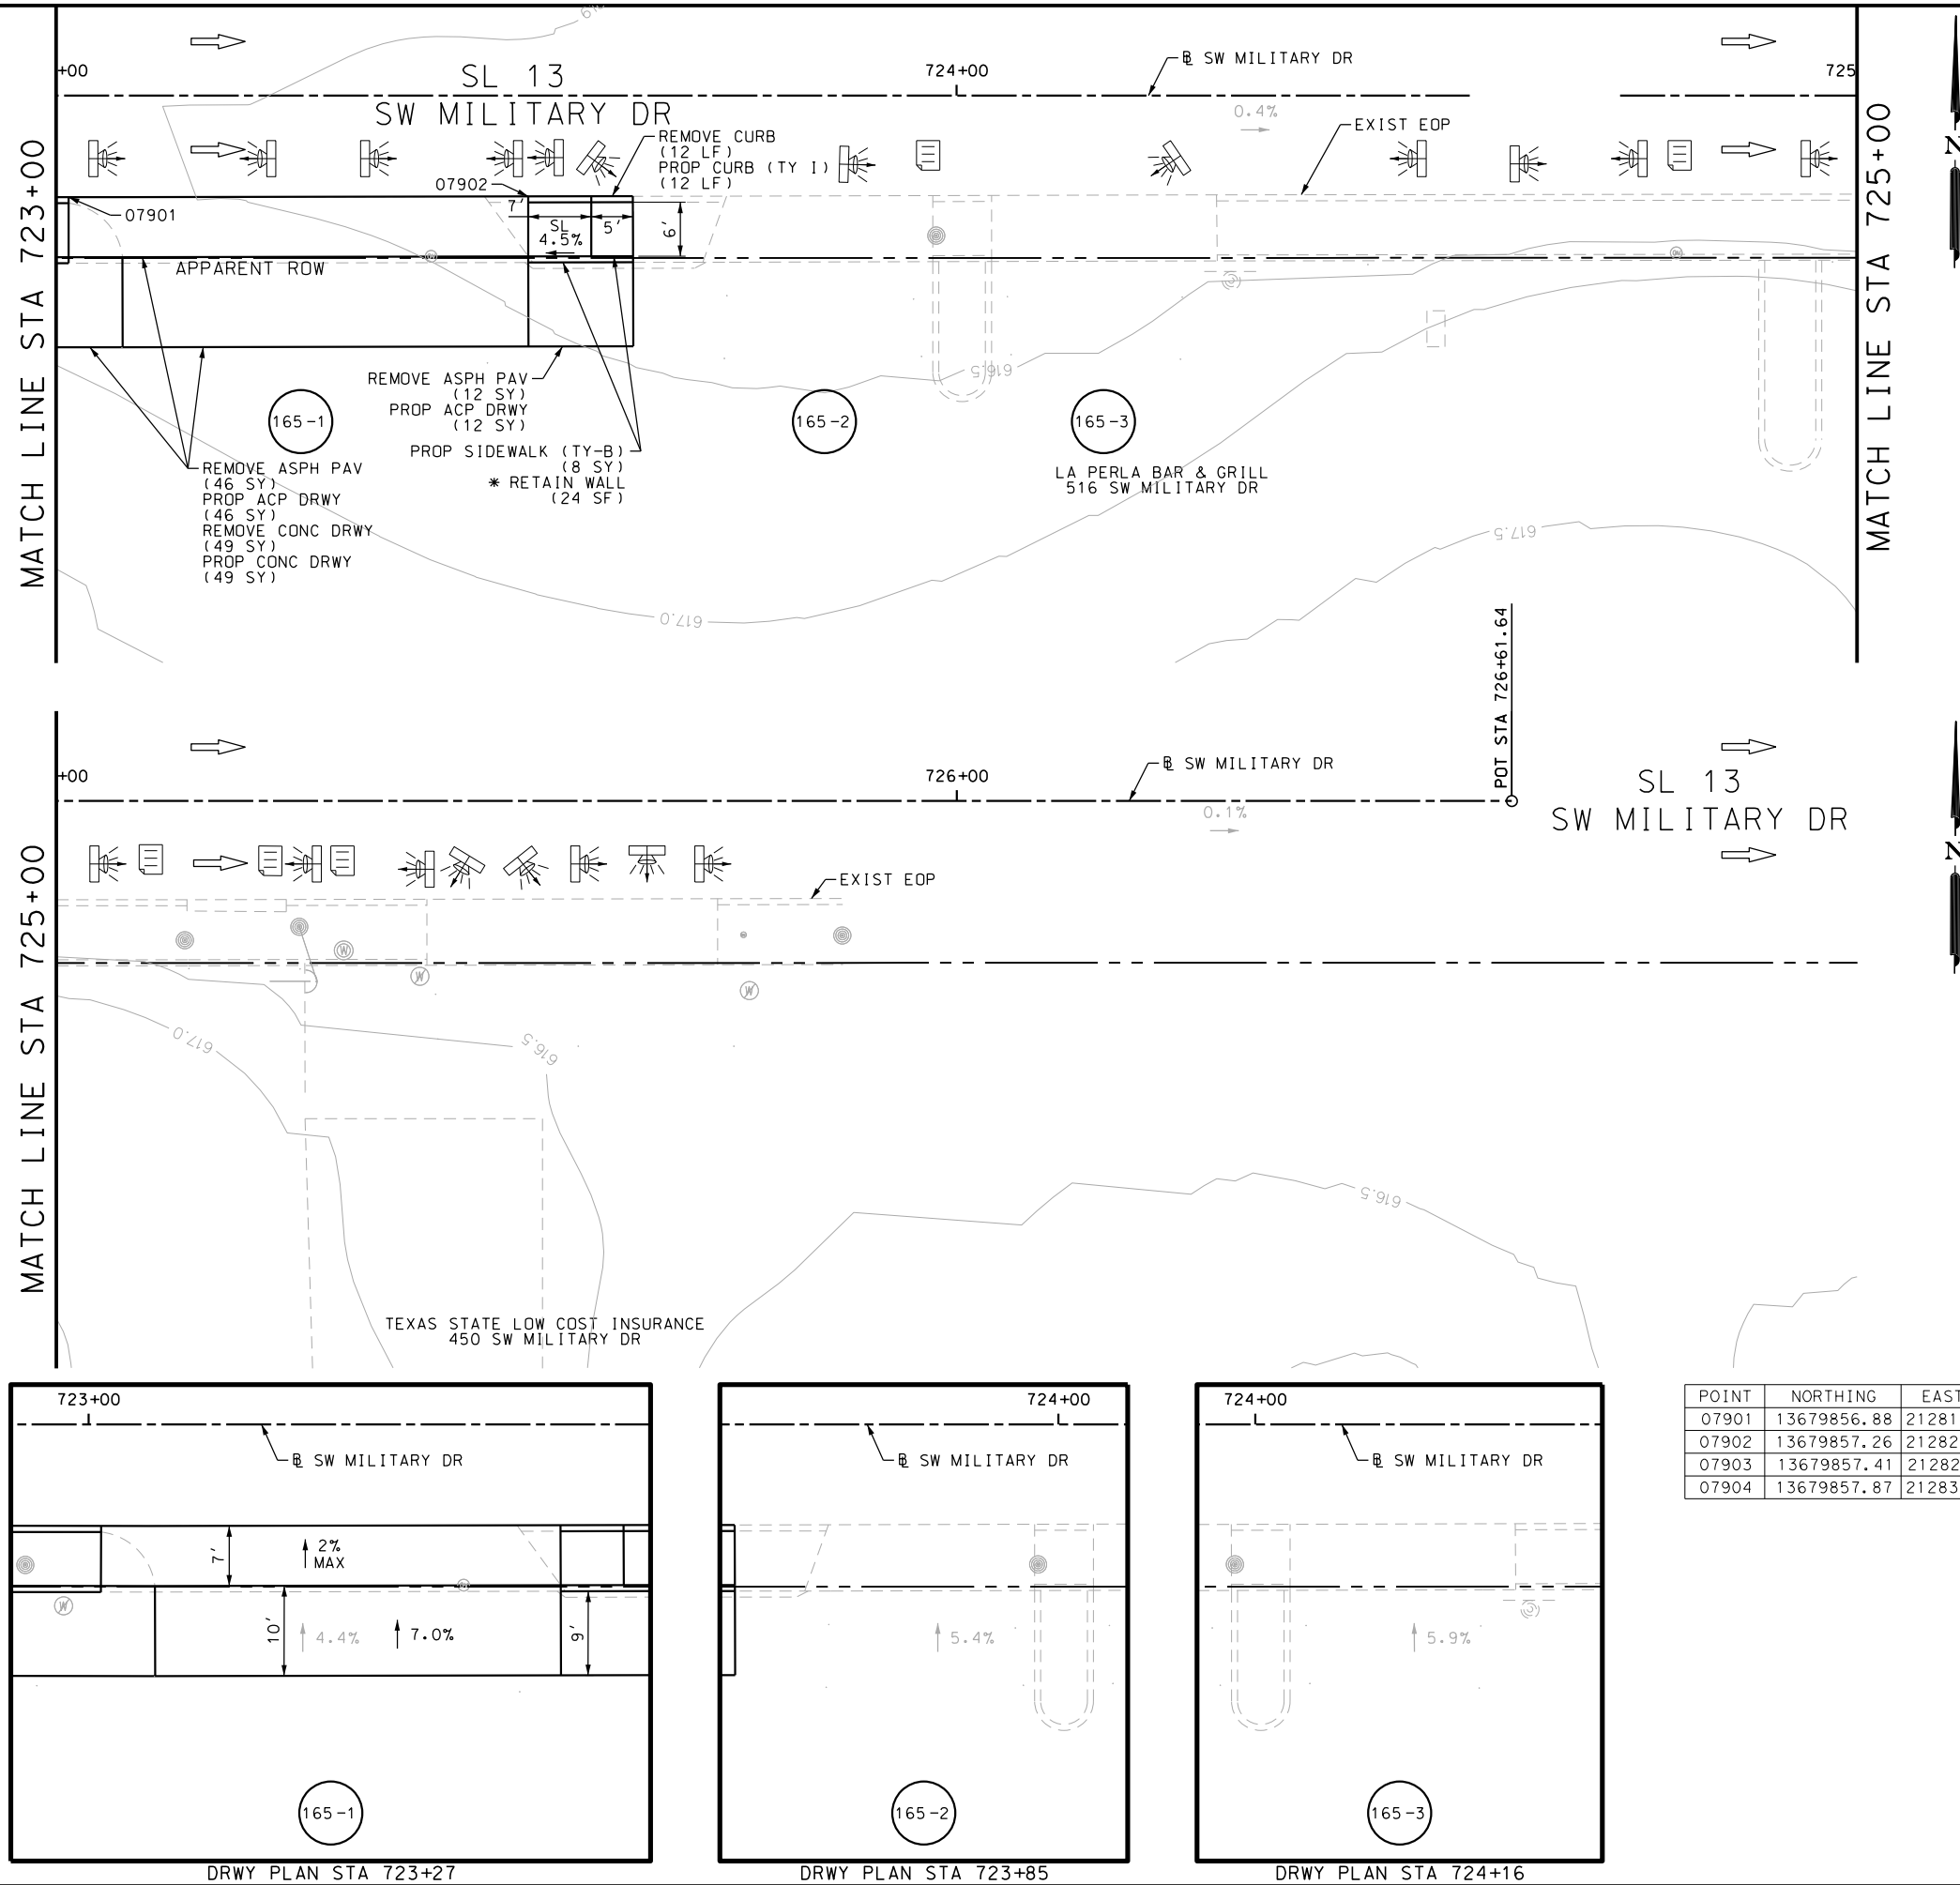 +00
SL 13
SW MILITARY DR
724+00
℄ SW MILITARY DR
725
0.4%
EXIST EOP
REMOVE CURB
(12 LF)
PROP CURB (TY I)
(12 LF)
07902
07901
7'
SL
4.5%
5'
6'
APPARENT ROW
MATCH LINE STA 723+00
MATCH LINE STA 725+00
N
616.5
REMOVE ASPH PAV
(12 SY)
PROP ACP DRWY
(12 SY)
165-1
165-2
165-3
PROP SIDEWALK (TY-B)
(8 SY)
* RETAIN WALL
(24 SF)
REMOVE ASPH PAV
(46 SY)
PROP ACP DRWY
(46 SY)
REMOVE CONC DRWY
(49 SY)
PROP CONC DRWY
(49 SY)
LA PERLA BAR & GRILL
516 SW MILITARY DR
617.5
617.0
POT STA 726+61.64
+00
726+00
℄ SW MILITARY DR
SL 13
SW MILITARY DR
0.1%
EXIST EOP
MATCH LINE STA 725+00
N
W
W
W
617.0
616.5
616.5
TEXAS STATE LOW COST INSURANCE
450 SW MILITARY DR
723+00
℄ SW MILITARY DR
7'
2%
MAX
W
10'
4.4%
7.0%
9'
165-1
DRWY PLAN STA 723+27
724+00
℄ SW MILITARY DR
5.4%
165-2
DRWY PLAN STA 723+85
724+00
℄ SW MILITARY DR
5.9%
165-3
DRWY PLAN STA 724+16
POINT NORTHING EAST
07901 13679856.88 21281
07902 13679857.26 21282
07903 13679857.41 21282
07904 13679857.87 21283